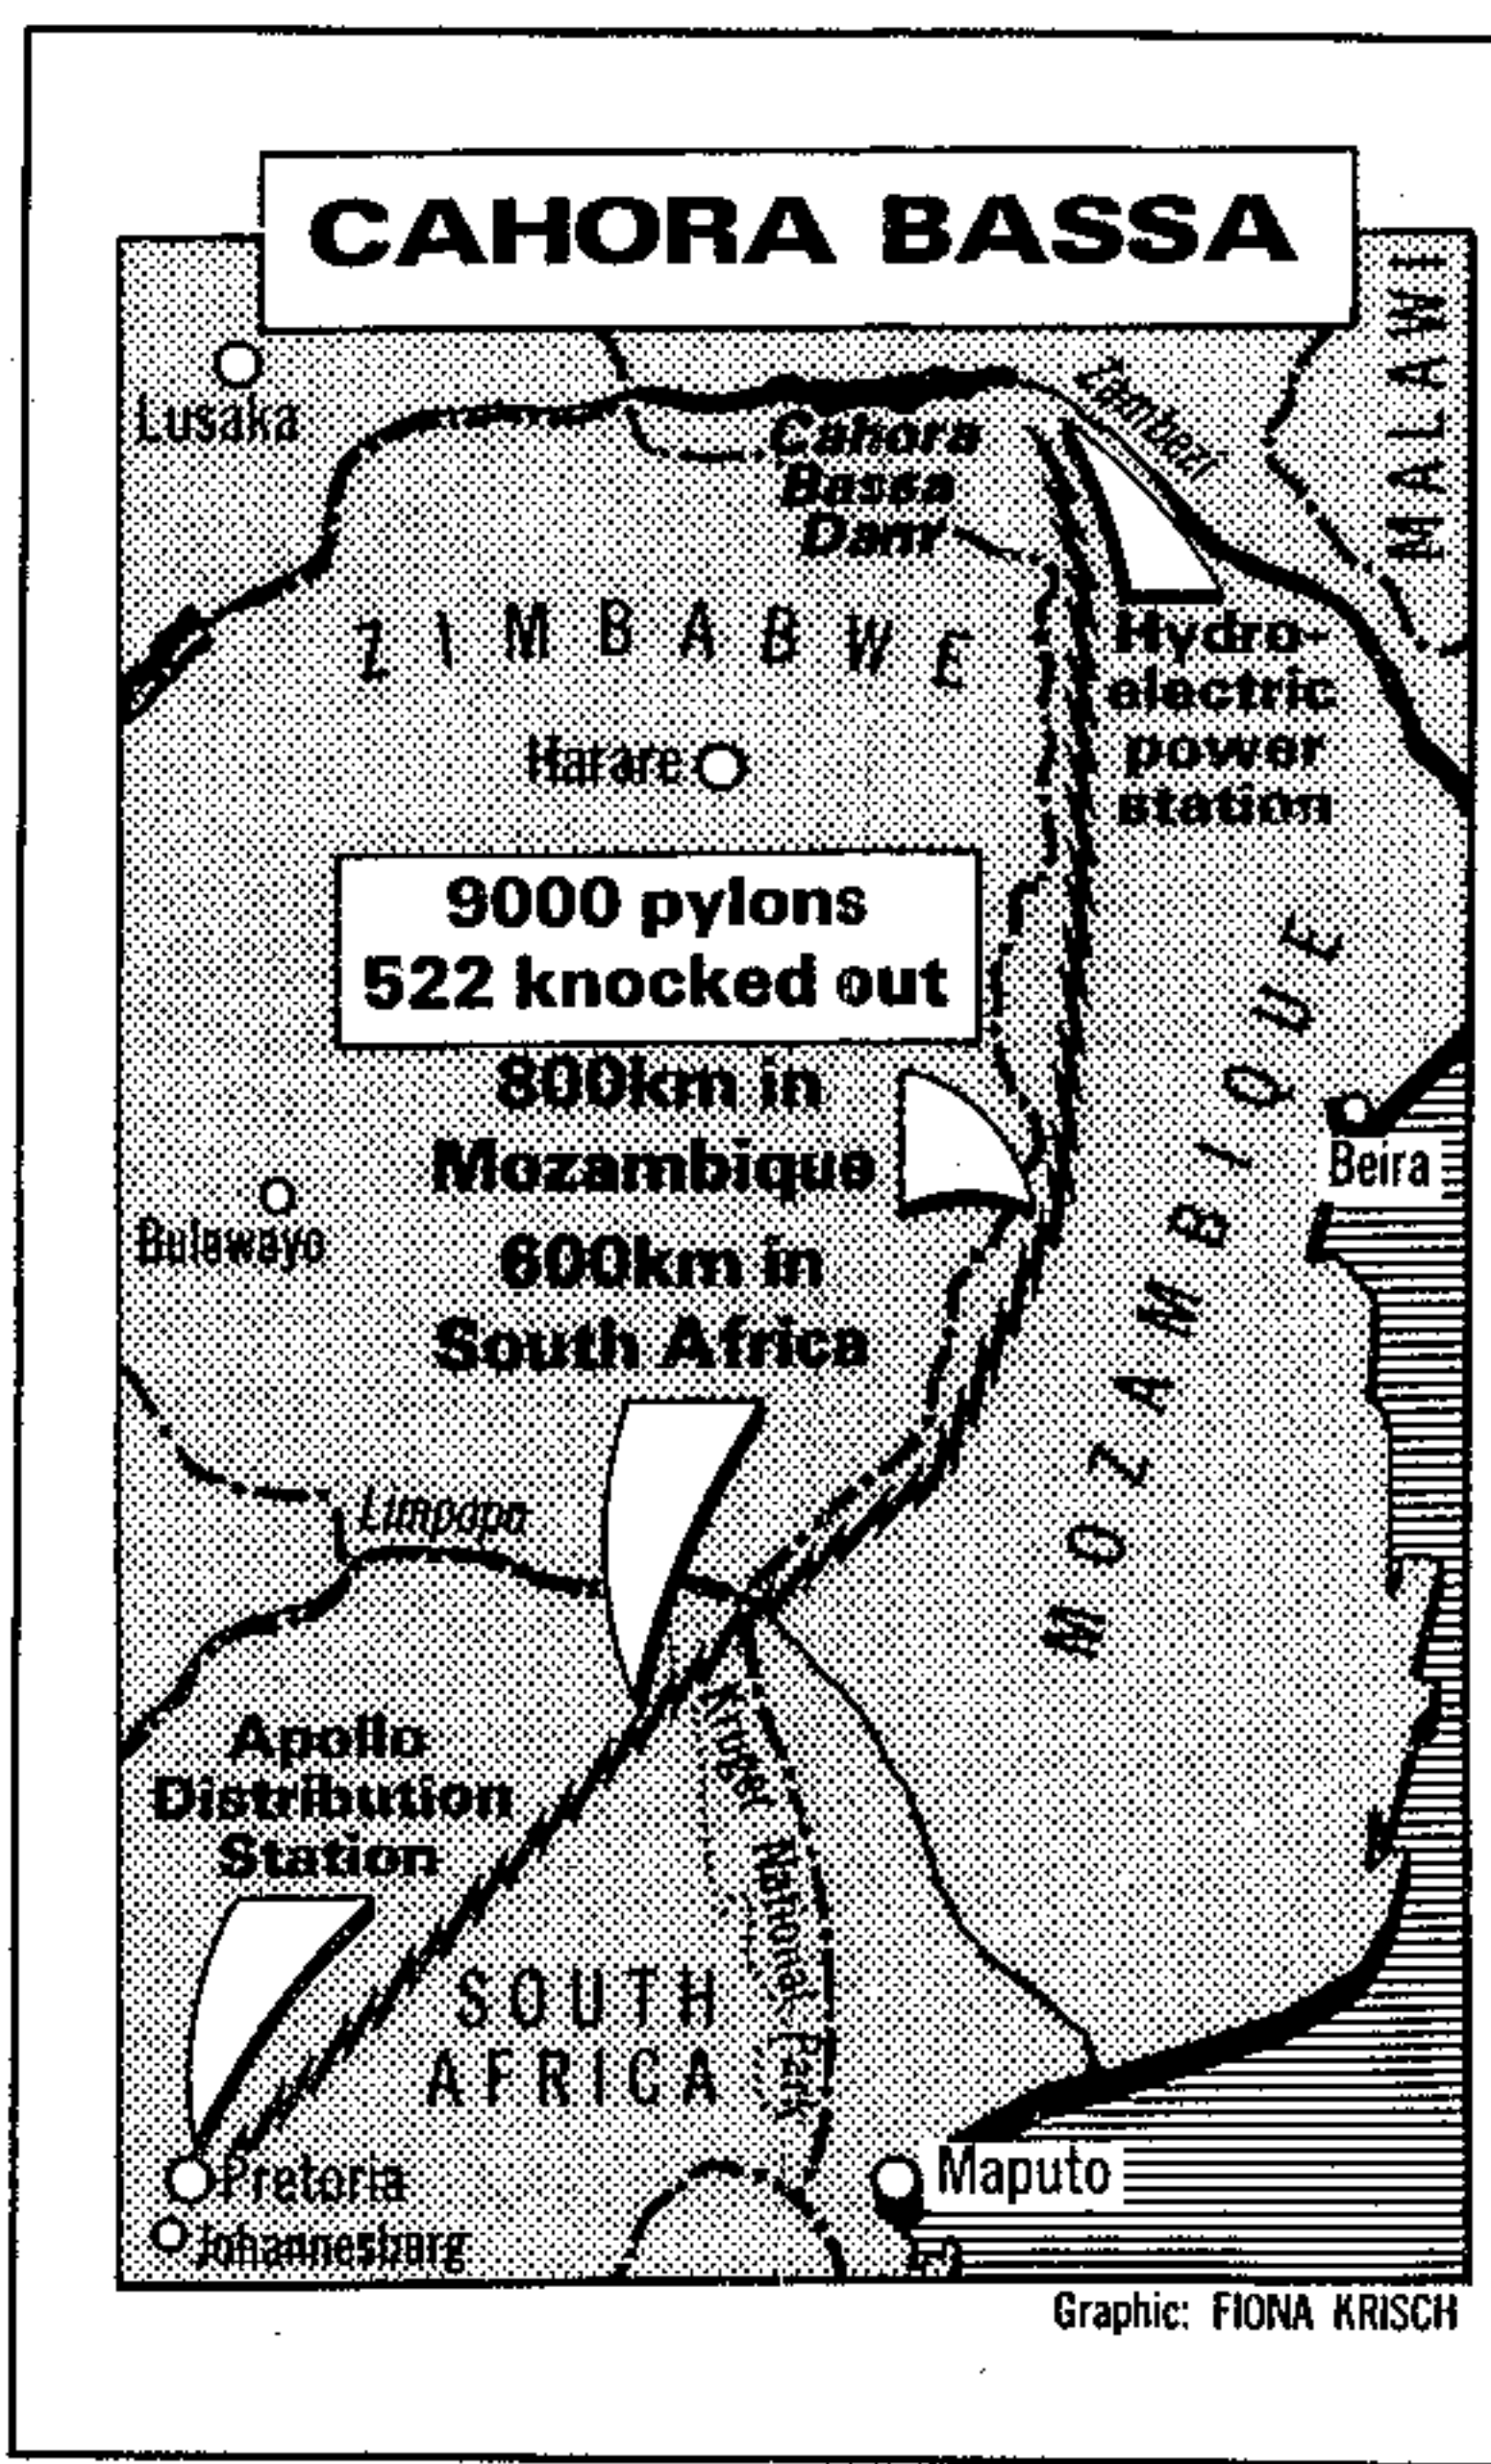 CAHORA BASSA
MALAWI
Lusaka
Zambezi
Cahora
Bassa
Dam
ZIMBABWE
Hydro-
electric
power
station
Harare
9000 pylons
522 knocked out
800km in
Mozambique
600km in
South Africa
MOZAMBIQUE
Beira
Bulawayo
Limpopo
Kruger National Park
Apollo
Distribution
Station
SOUTH
AFRICA
Pretoria
Johannesburg
Maputo
Graphic: FIONA KRISCH